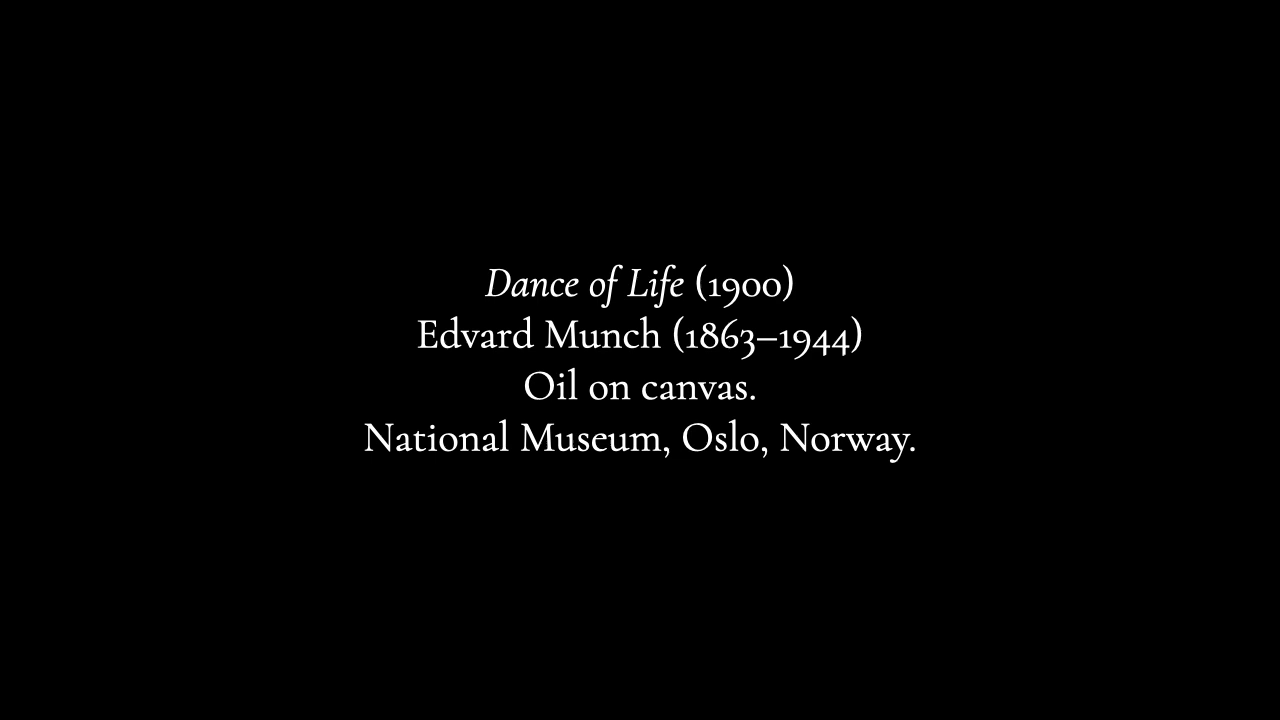 Dance of Life (1900)
Edvard Munch (1863–1944)
Oil on canvas.
National Museum, Oslo, Norway.